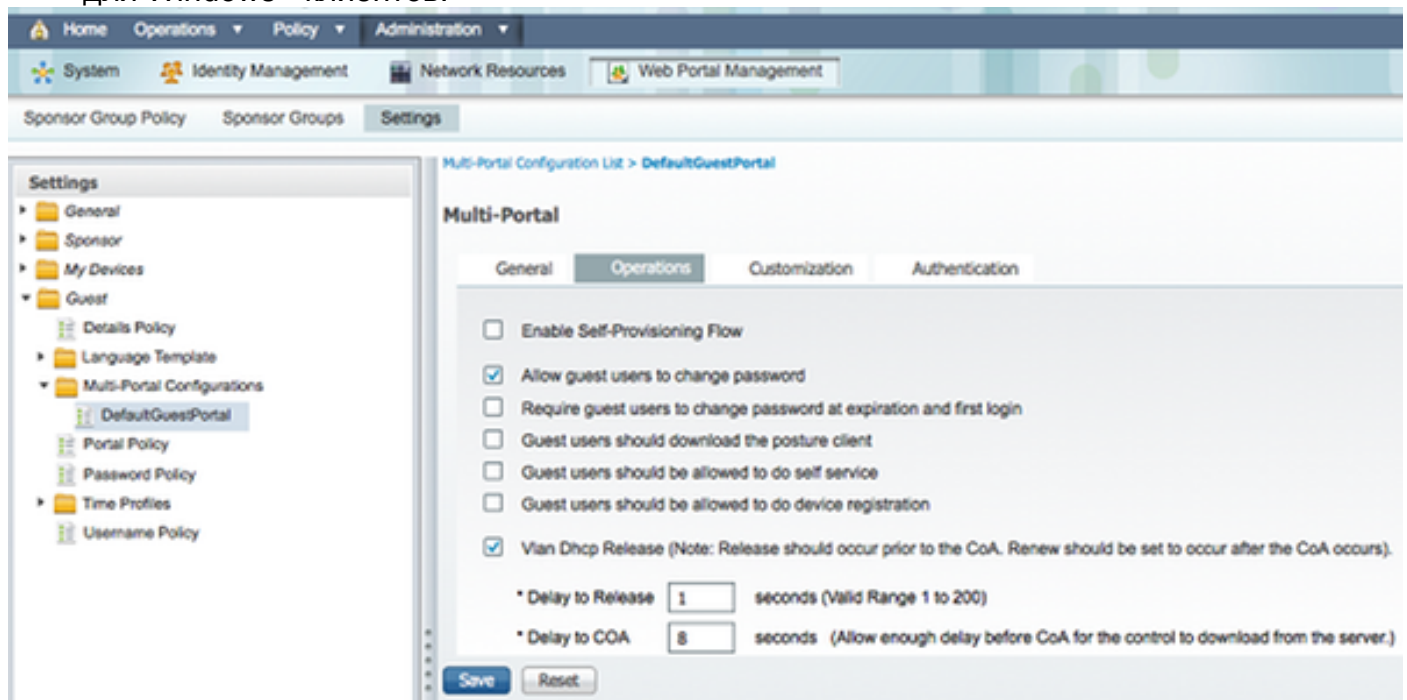 для Windows - клиентов.
Home Operations Policy Administration
System Identity Management Network Resources Web Portal Management
Sponsor Group Policy Sponsor Groups Settings
Multi-Portal Configuration List > DefaultGuestPortal
Settings
General
Sponsor
My Devices
Guest
Details Policy
Language Template
Multi-Portal Configurations
DefaultGuestPortal
Portal Policy
Password Policy
Time Profiles
Username Policy
Multi-Portal
General Operations Customization Authentication
Enable Self-Provisioning Flow
Allow guest users to change password
Require guest users to change password at expiration and first login
Guest users should download the posture client
Guest users should be allowed to do self service
Guest users should be allowed to do device registration
Vlan Dhcp Release (Note: Release should occur prior to the CoA. Renew should be set to occur after the CoA occurs).
* Delay to Release 1 seconds (Valid Range 1 to 200)
* Delay to COA 8 seconds (Allow enough delay before CoA for the control to download from the server.)
Save Reset